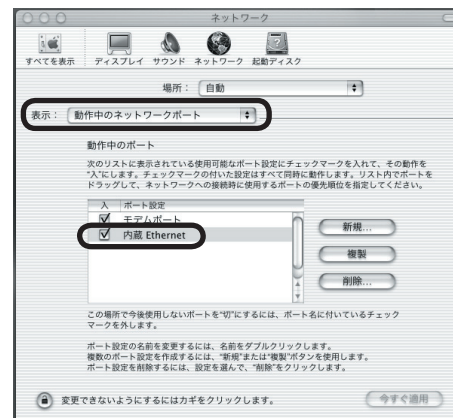 ネットワーク
すべてを表示 ディスプレイ サウンド ネットワーク 起動ディスク
場所： 自動
表示： 動作中のネットワークポート
動作中のポート
次のリストに表示されている使用可能なポート設定にチェックマークを入れて、その動作を
“入”にします。チェックマークの付いた設定はすべて同時に動作します。リスト内でポートを
ドラッグして、ネットワークへの接続時に使用するポートの優先順位を指定してください。
入 ポート設定
モデムポート
内蔵 Ethernet
新規...
複製
削除...
この場所で今後使用しないポートを“切”にするには、ポート名に付いているチェック
マークを外します。
ポート設定の名前を変更するには、名前をダブルクリックします。
複数のポート設定を作成するには、“新規”または“複製”ボタンを使用します。
ポート設定を削除するには、設定を選んで、“削除”をクリックします。
変更できないようにするにはカギをクリックします。
今すぐ適用